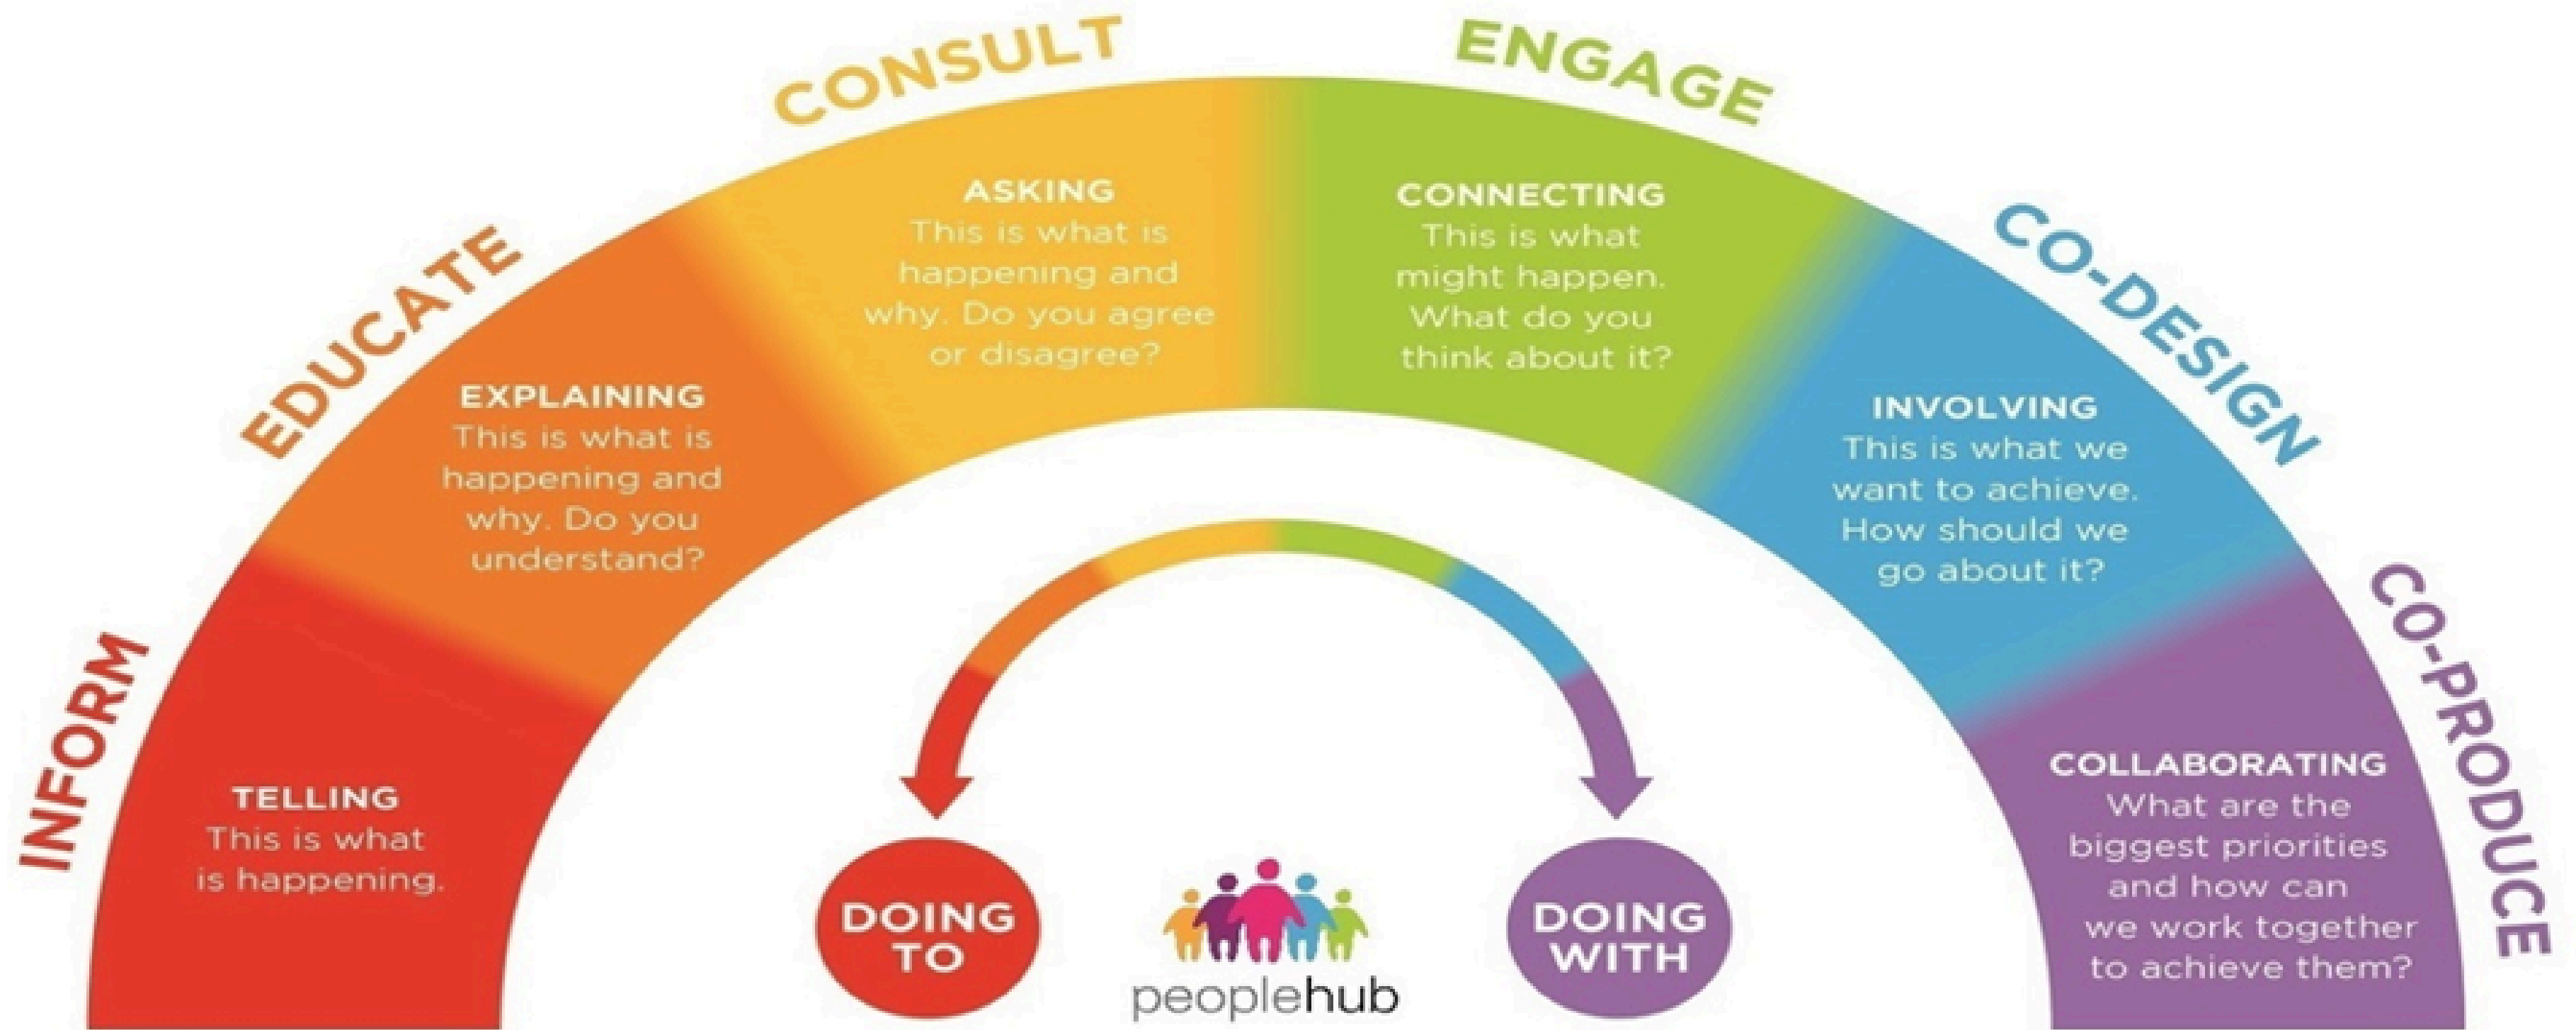 INFORM
TELLING
This is what
is happening.
EDUCATE
EXPLAINING
This is what is
happening and
why. Do you
understand?
CONSULT
ASKING
This is what is
happening and
why. Do you agree
or disagree?
ENGAGE
CONNECTING
This is what
might happen.
What do you
think about it?
CO-DESIGN
INVOLVING
This is what we
want to achieve.
How should we
go about it?
CO-PRODUCE
COLLABORATING
What are the
biggest priorities
and how can
we work together
to achieve them?
DOING
TO
peoplehub
DOING
WITH